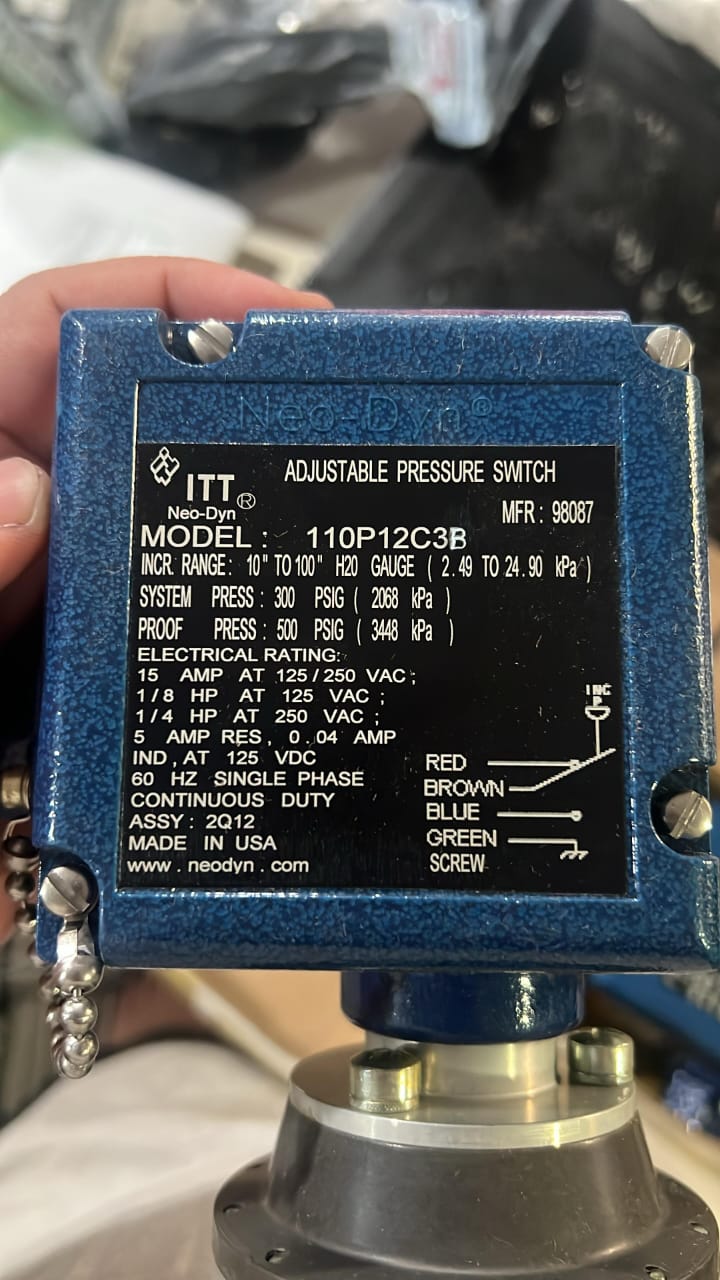 Neo-Dyn®
ITT®
Neo-Dyn
ADJUSTABLE PRESSURE SWITCH
MFR : 98087
MODEL : 110P12C3B
INCR. RANGE: 10" TO 100" H20 GAUGE ( 2.49 TO 24.90 kPa )
SYSTEM PRESS : 300 PSIG ( 2068 kPa )
PROOF PRESS : 500 PSIG ( 3448 kPa )
ELECTRICAL RATING:
15 AMP AT 125/250 VAC ;
1/8 HP AT 125 VAC ;
1/4 HP AT 250 VAC ;
5 AMP RES , 0.04 AMP
IND , AT 125 VDC
60 HZ SINGLE PHASE
CONTINUOUS DUTY
ASSY : 2Q12
MADE IN USA
www . neodyn . com
INC
P
RED
BROWN
BLUE
GREEN
SCREW